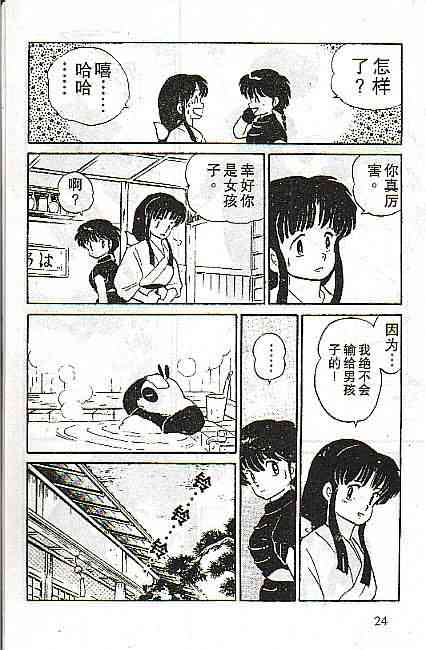 怎样
了？
嘻……
哈哈
……
你真厉
害。
幸好你
是女孩
子。
啊？
は
因为…
我绝不会
输给男孩
子的！
……
铃…铃…铃…
24